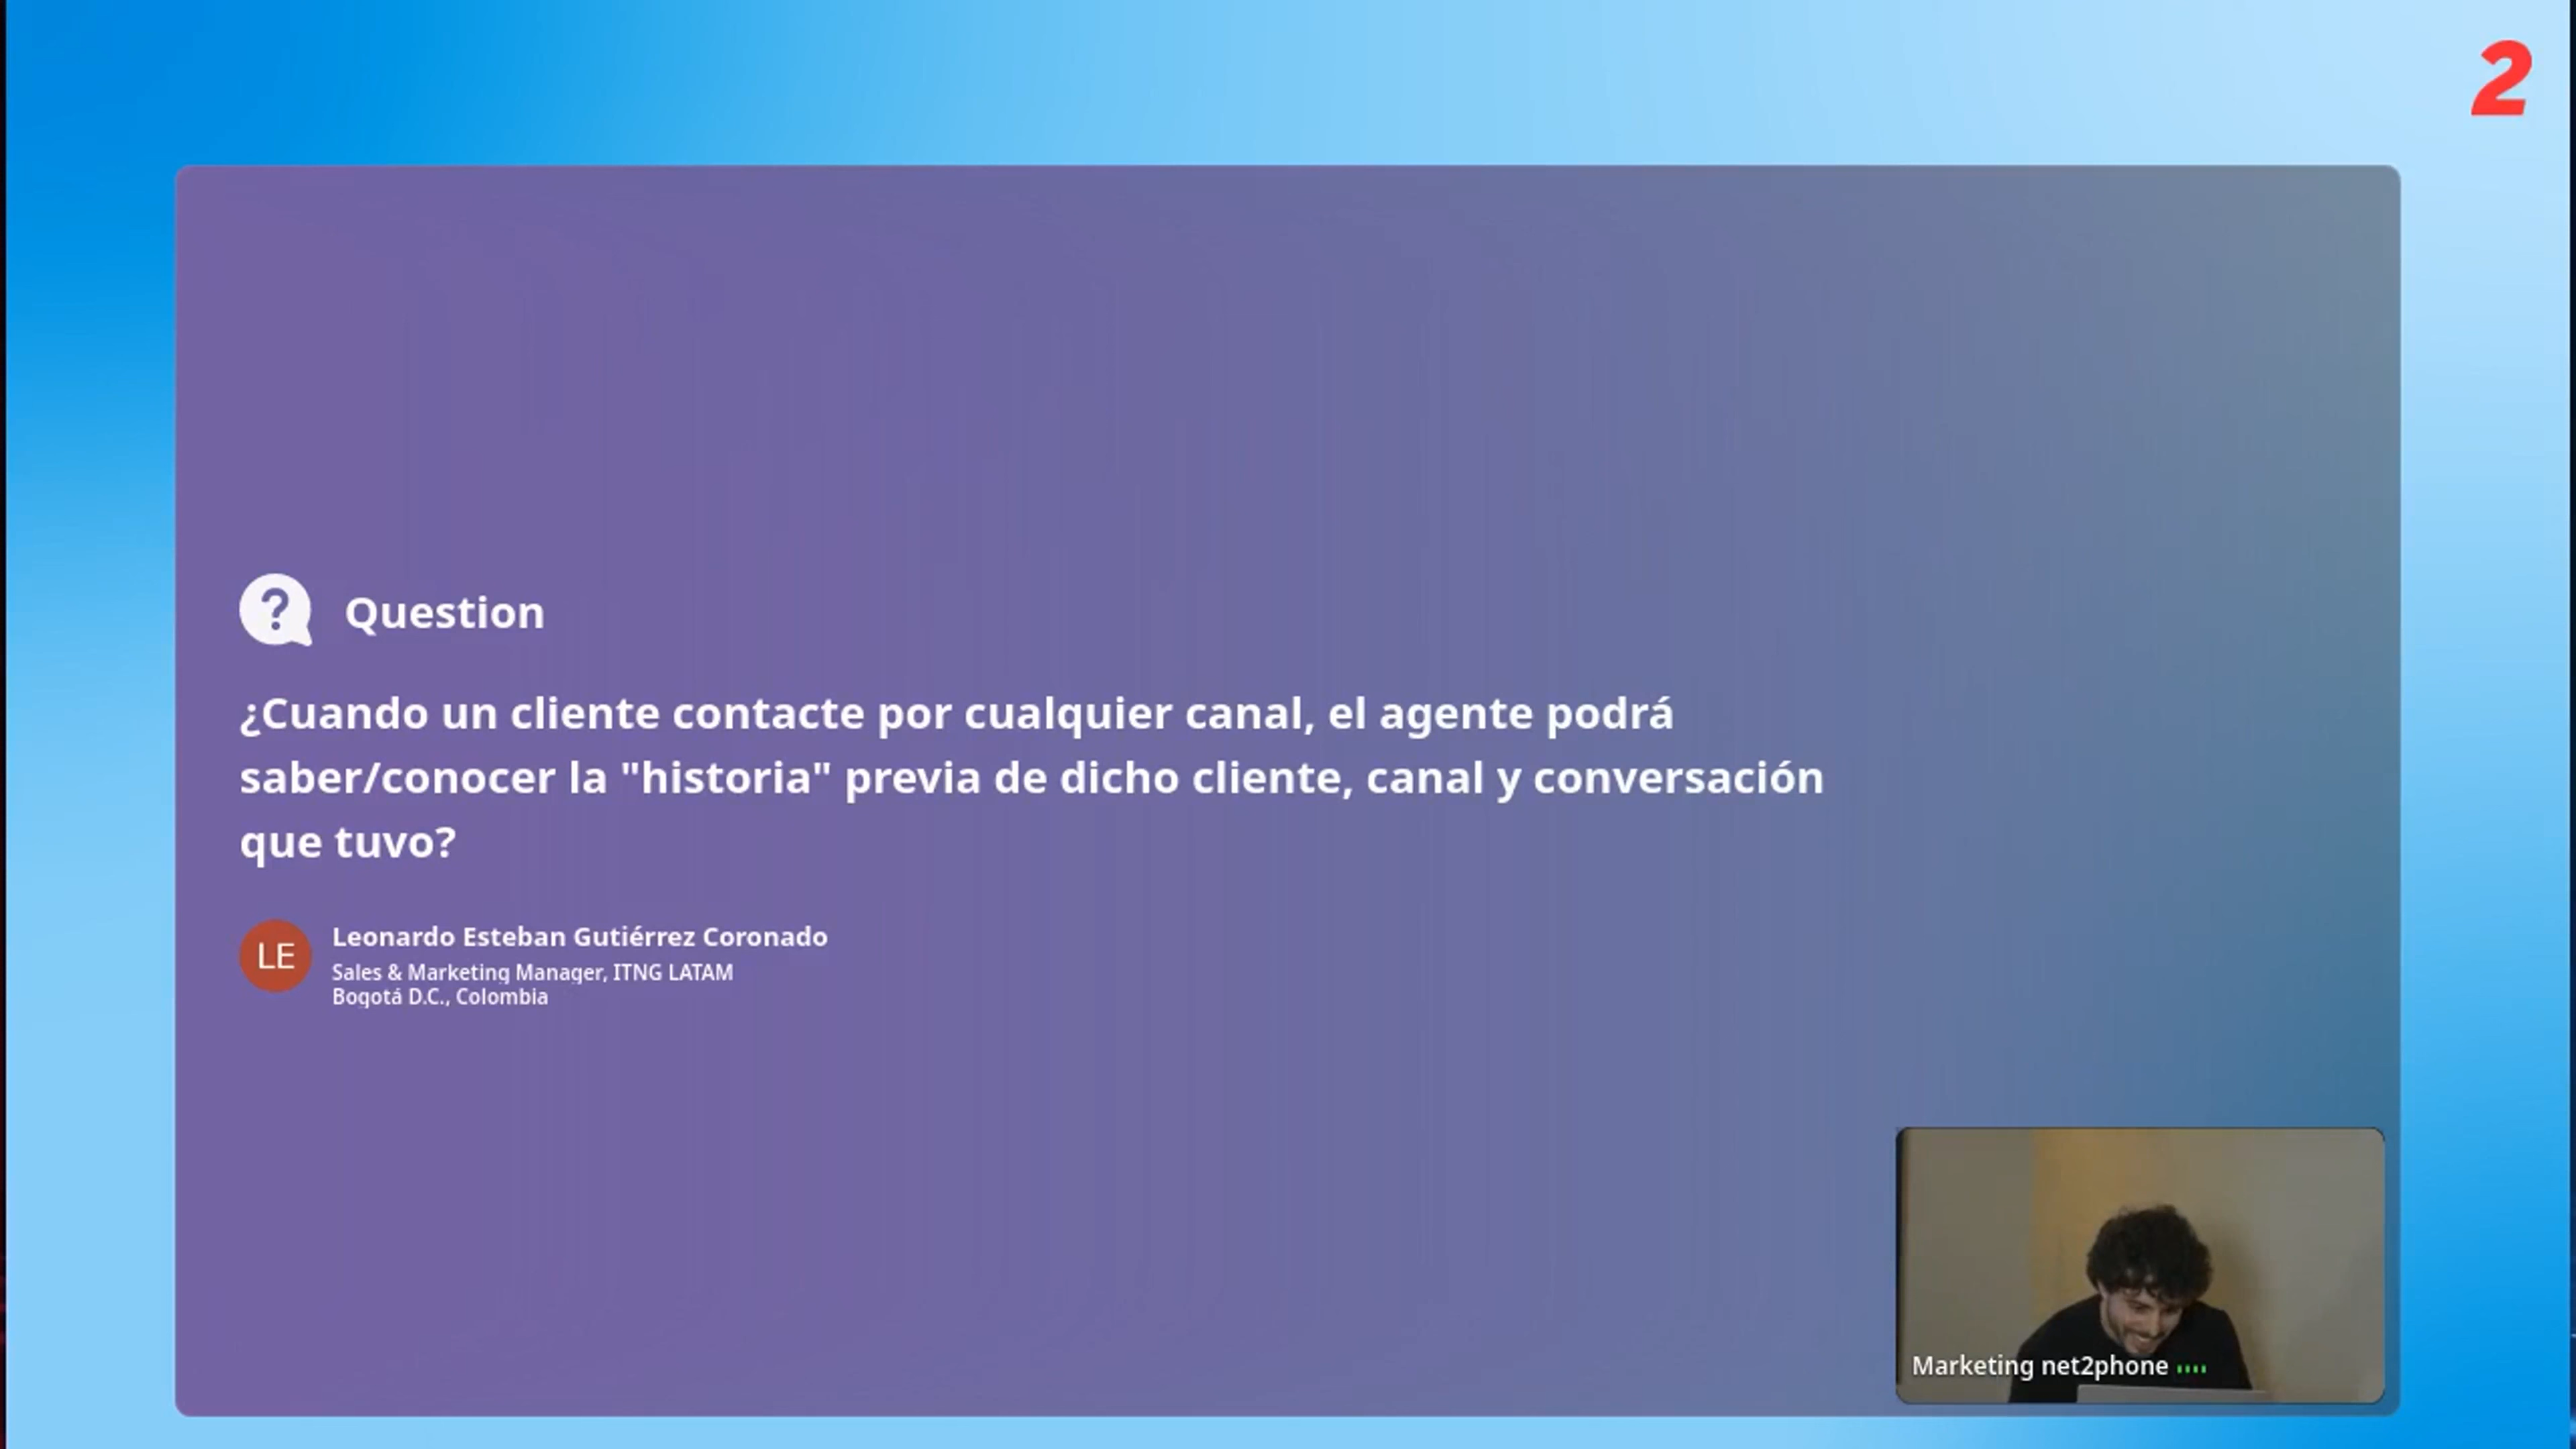 2
Question
¿Cuando un cliente contacte por cualquier canal, el agente podrá
saber/conocer la "historia" previa de dicho cliente, canal y conversación
que tuvo?
LE
Leonardo Esteban Gutiérrez Coronado
Sales & Marketing Manager, ITNG LATAM
Bogotá D.C., Colombia
Marketing net2phone